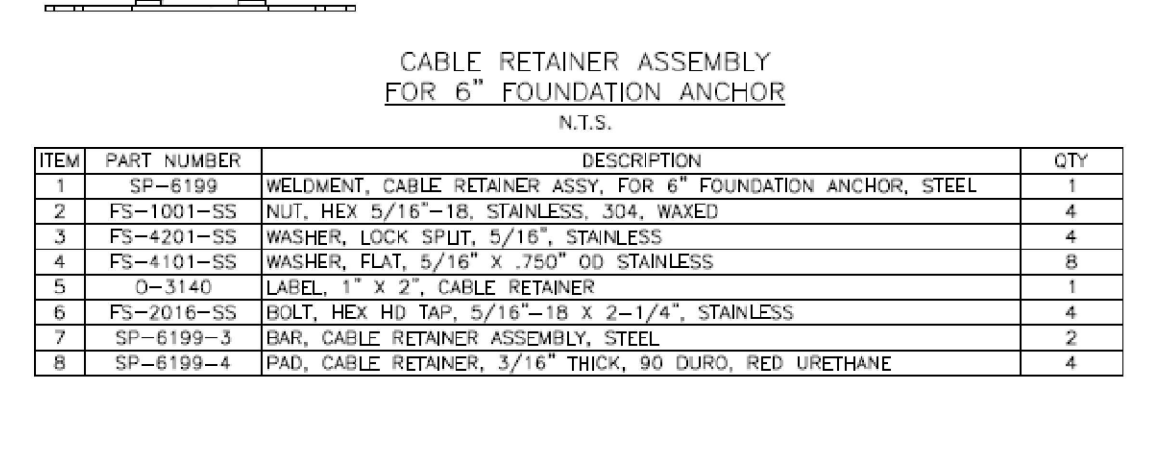 CABLE RETAINER ASSEMBLY
FOR 6" FOUNDATION ANCHOR
N.T.S.
ITEM PART NUMBER DESCRIPTION QTY
1 SP-6199 WELDMENT, CABLE RETAINER ASSY, FOR 6" FOUNDATION ANCHOR, STEEL 1
2 FS-1001-SS NUT, HEX 5/16"-18, STAINLESS, 304, WAXED 4
3 FS-4201-SS WASHER, LOCK SPLIT, 5/16", STAINLESS 4
4 FS-4101-SS WASHER, FLAT, 5/16" X .750" OD STAINLESS 8
5 O-3140 LABEL, 1" X 2", CABLE RETAINER 1
6 FS-2016-SS BOLT, HEX HD TAP, 5/16"-18 X 2-1/4", STAINLESS 4
7 SP-6199-3 BAR, CABLE RETAINER ASSEMBLY, STEEL 2
8 SP-6199-4 PAD, CABLE RETAINER, 3/16" THICK, 90 DURO, RED URETHANE 4